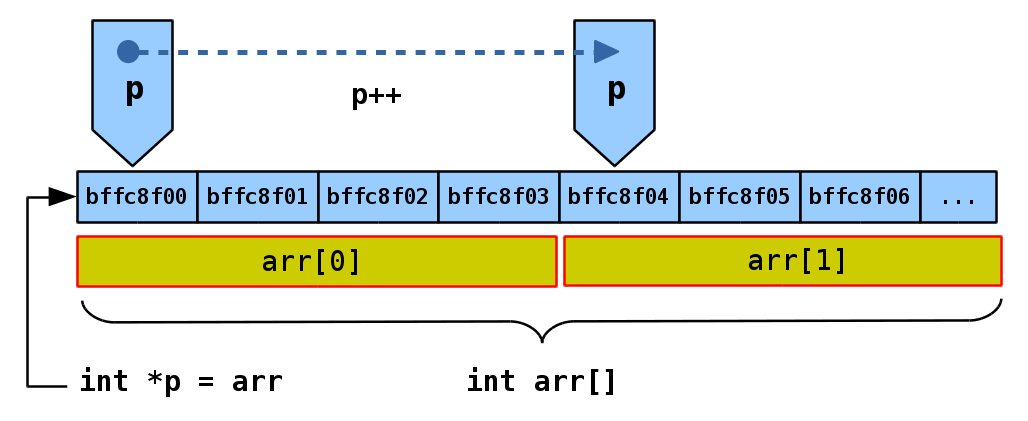 p p
p++
bffc8f00 bffc8f01 bffc8f02 bffc8f03 bffc8f04 bffc8f05 bffc8f06 ...
arr[0] arr[1]
int *p = arr int arr[]